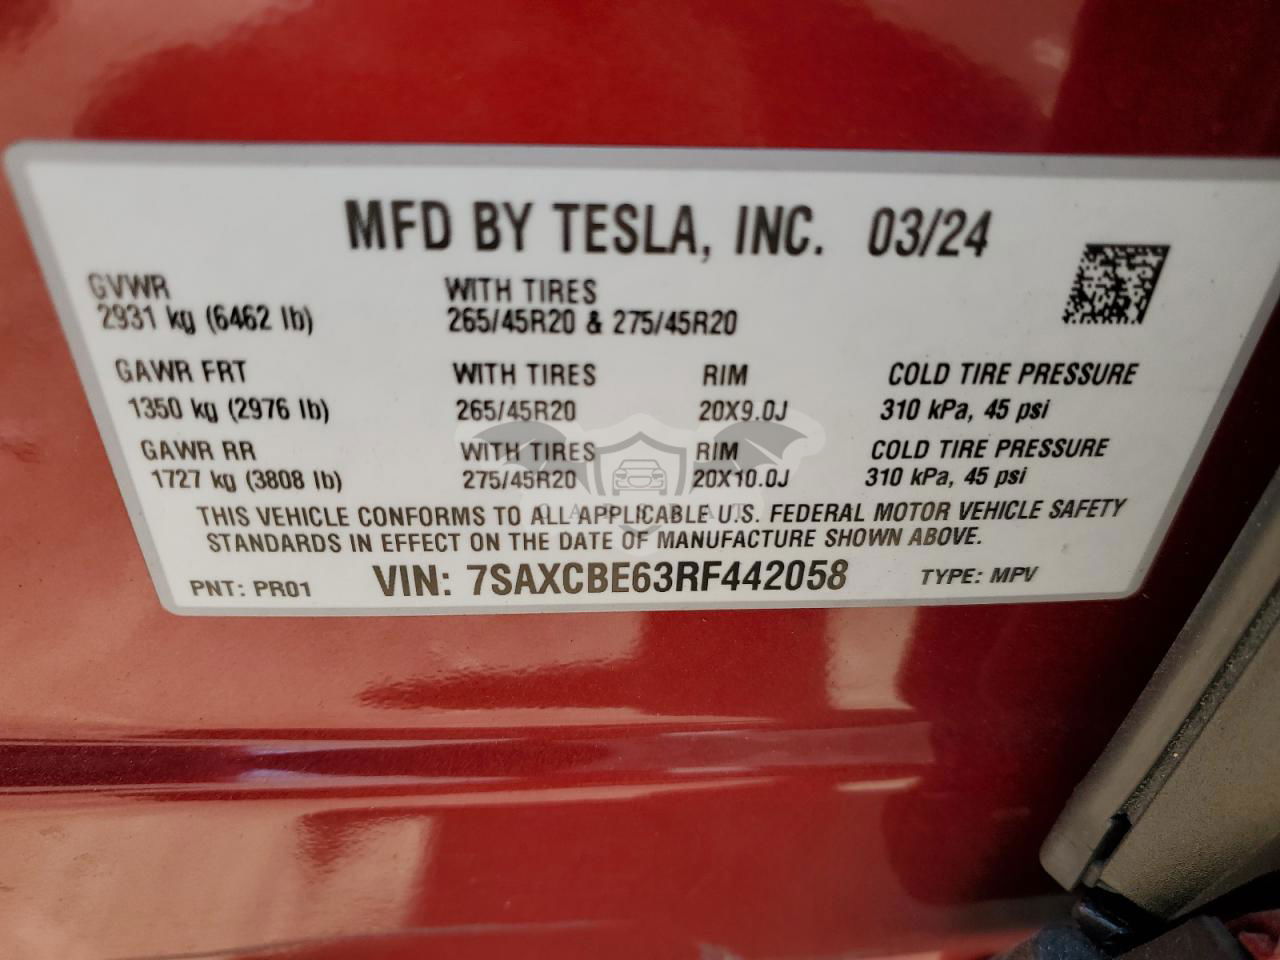 MFD BY TESLA, INC. 03/24
GVWR WITH TIRES
2931 kg (6462 lb) 265/45R20 & 275/45R20
GAWR FRT WITH TIRES RIM COLD TIRE PRESSURE
1350 kg (2976 lb) 265/45R20 20X9.0J 310 kPa, 45 psi
GAWR RR WITH TIRES RIM COLD TIRE PRESSURE
1727 kg (3808 lb) 275/45R20 20X10.0J 310 kPa, 45 psi
THIS VEHICLE CONFORMS TO ALL APPLICABLE U.S. FEDERAL MOTOR VEHICLE SAFETY
STANDARDS IN EFFECT ON THE DATE OF MANUFACTURE SHOWN ABOVE.
PNT: PR01 VIN: 7SAXCBE63RF442058 TYPE: MPV